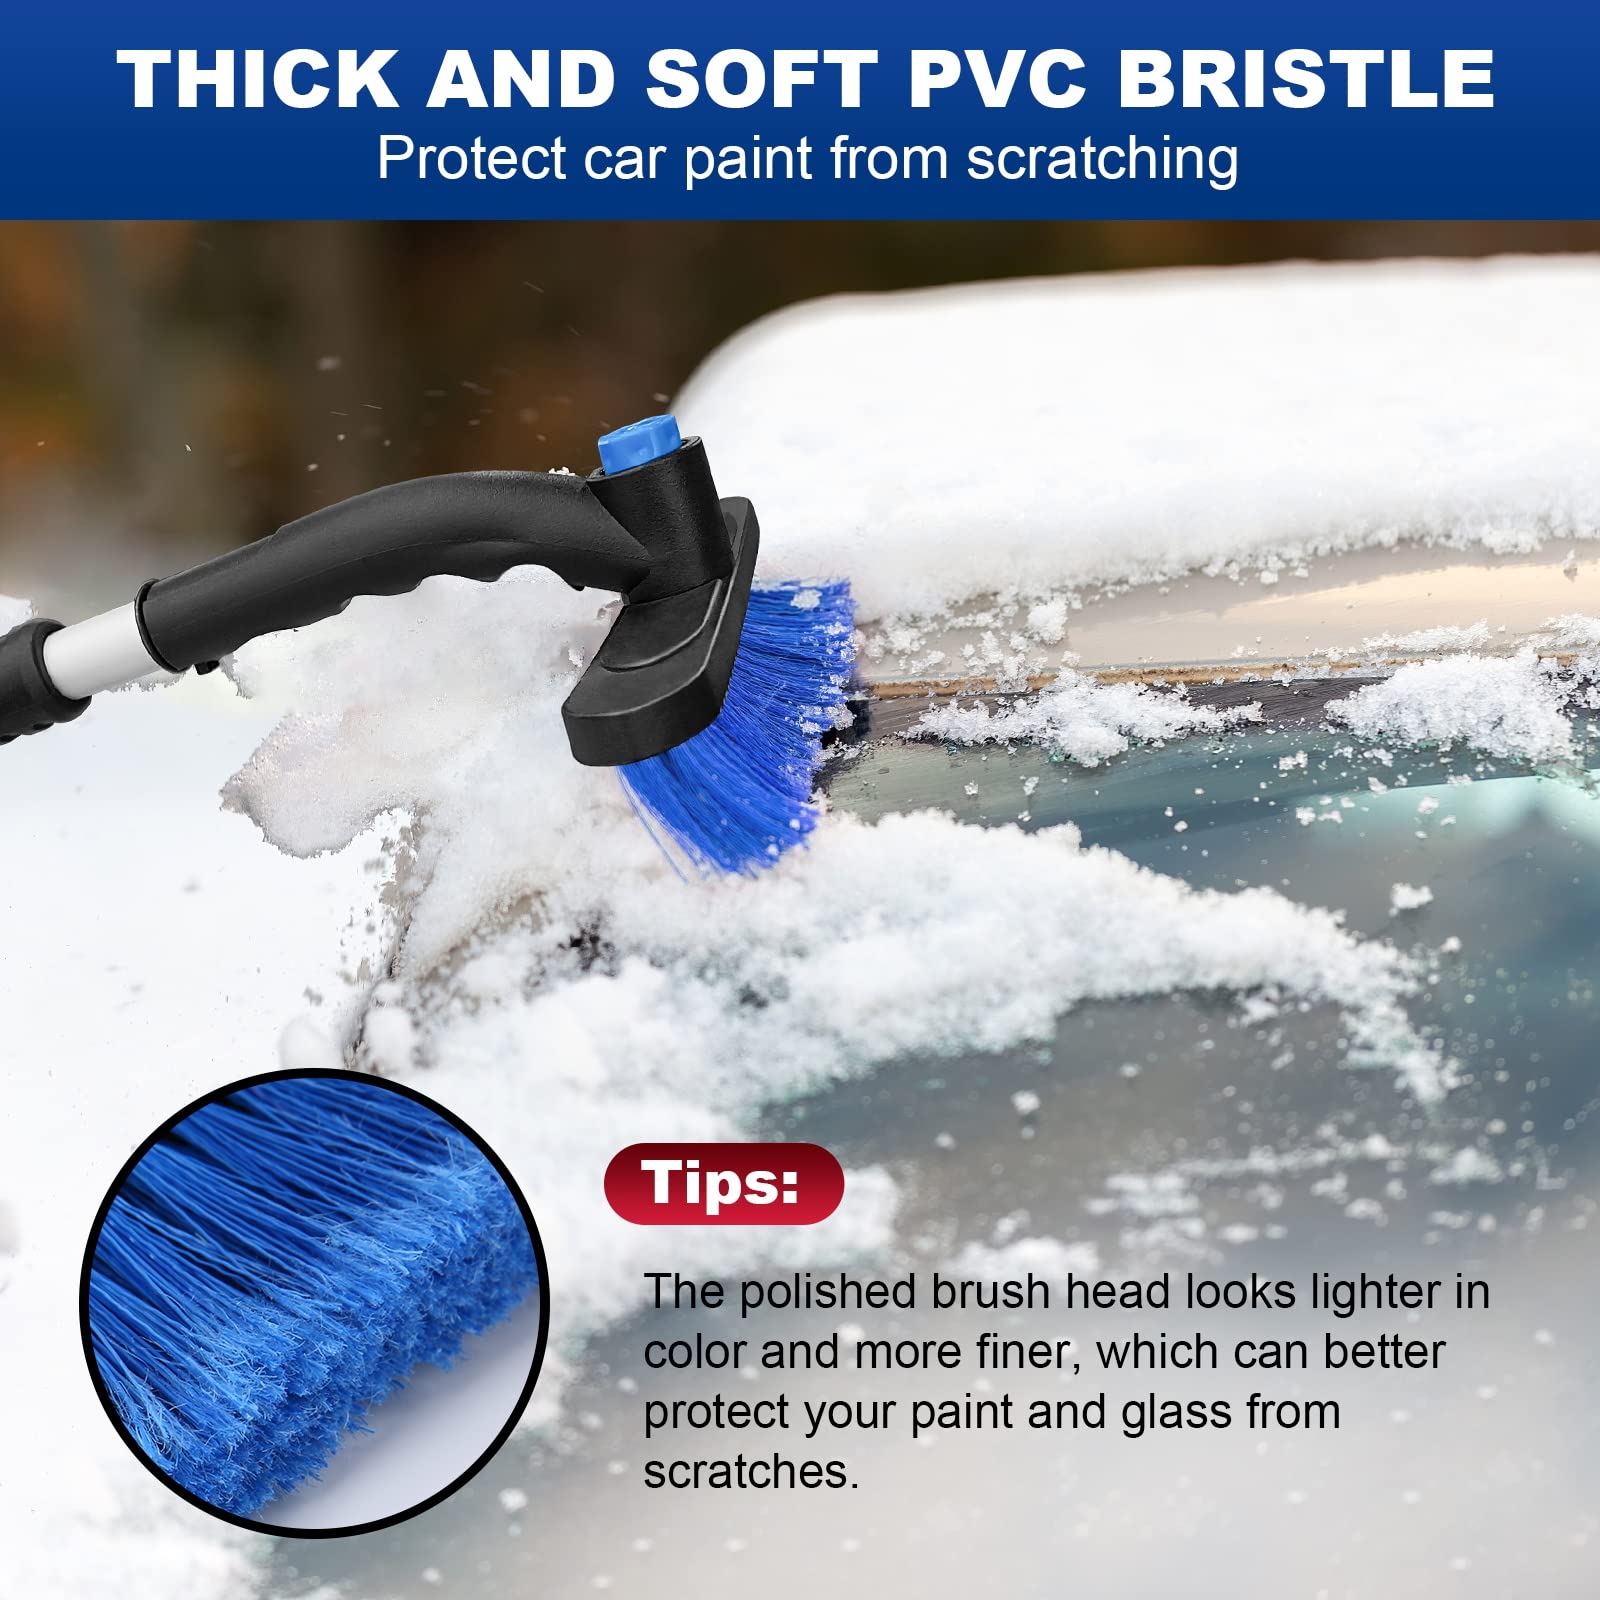 THICK AND SOFT PVC BRISTLE
Protect car paint from scratching
Tips:
The polished brush head looks lighter in
color and more finer, which can better
protect your paint and glass from
scratches.